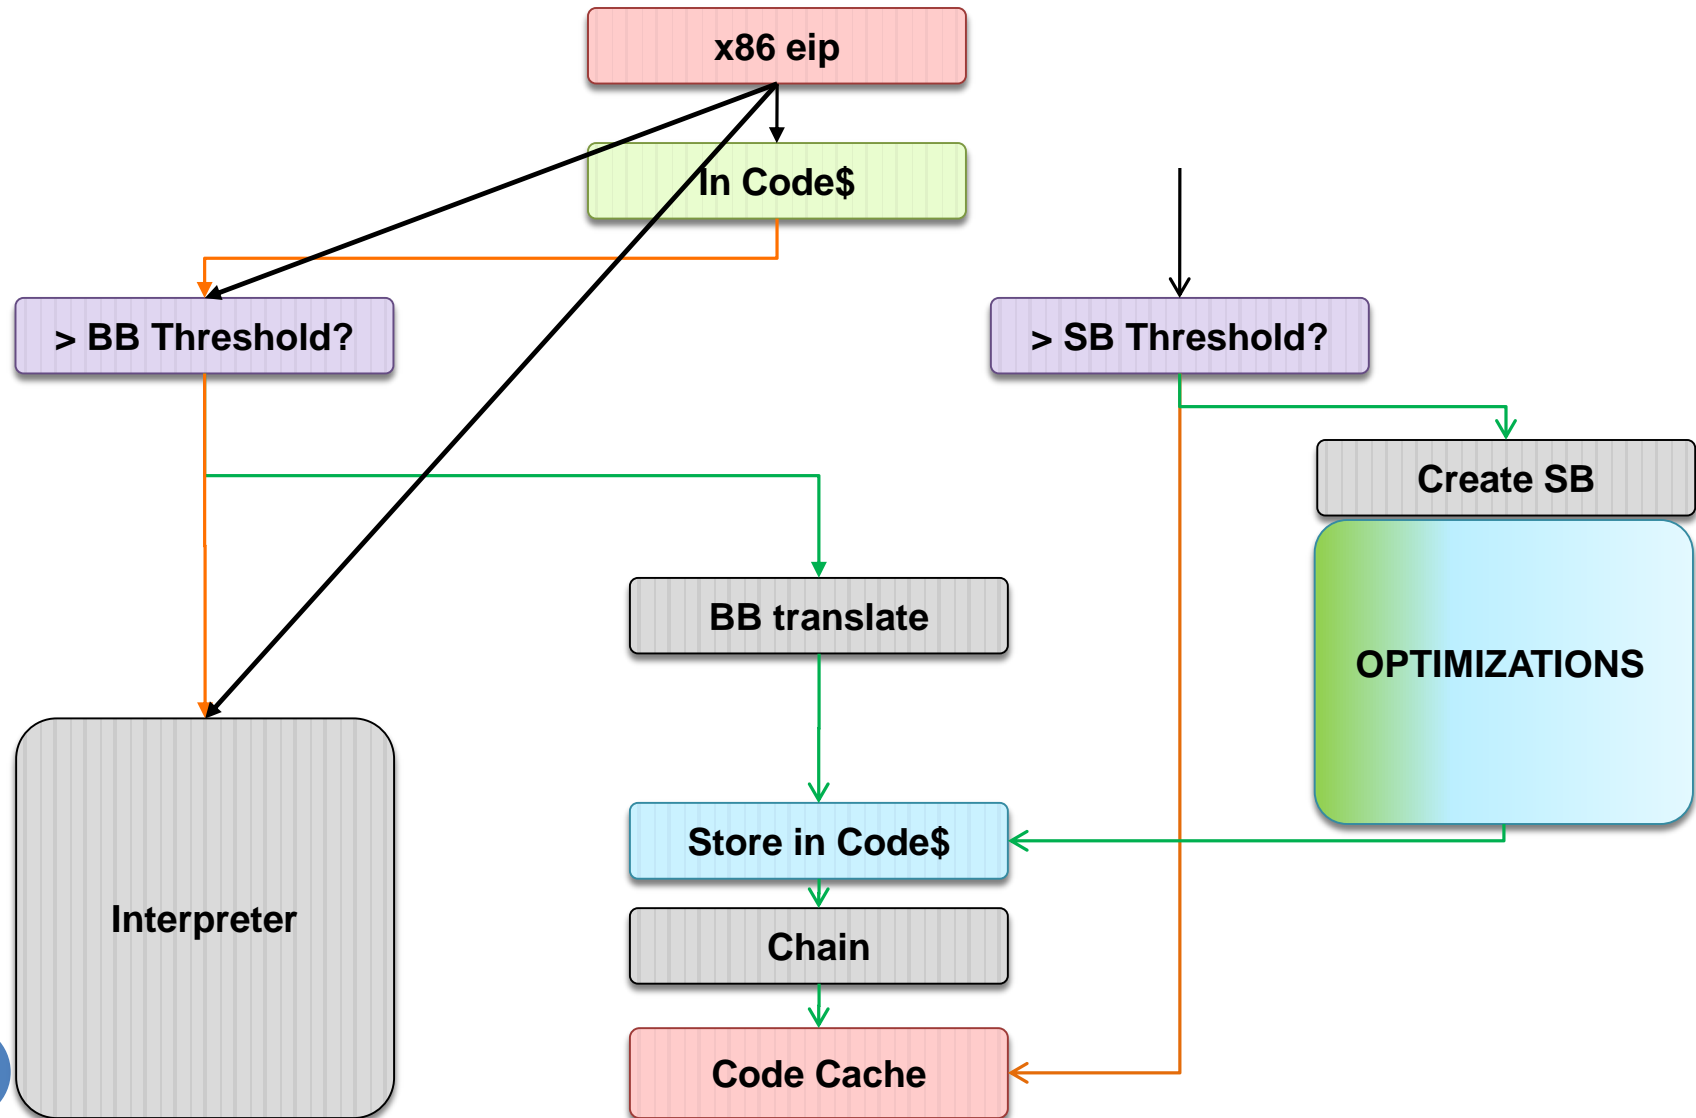 x86 eip
In Code$
> BB Threshold?
> SB Threshold?
Create SB
BB translate
OPTIMIZATIONS
Store in Code$
Interpreter
Chain
Code Cache